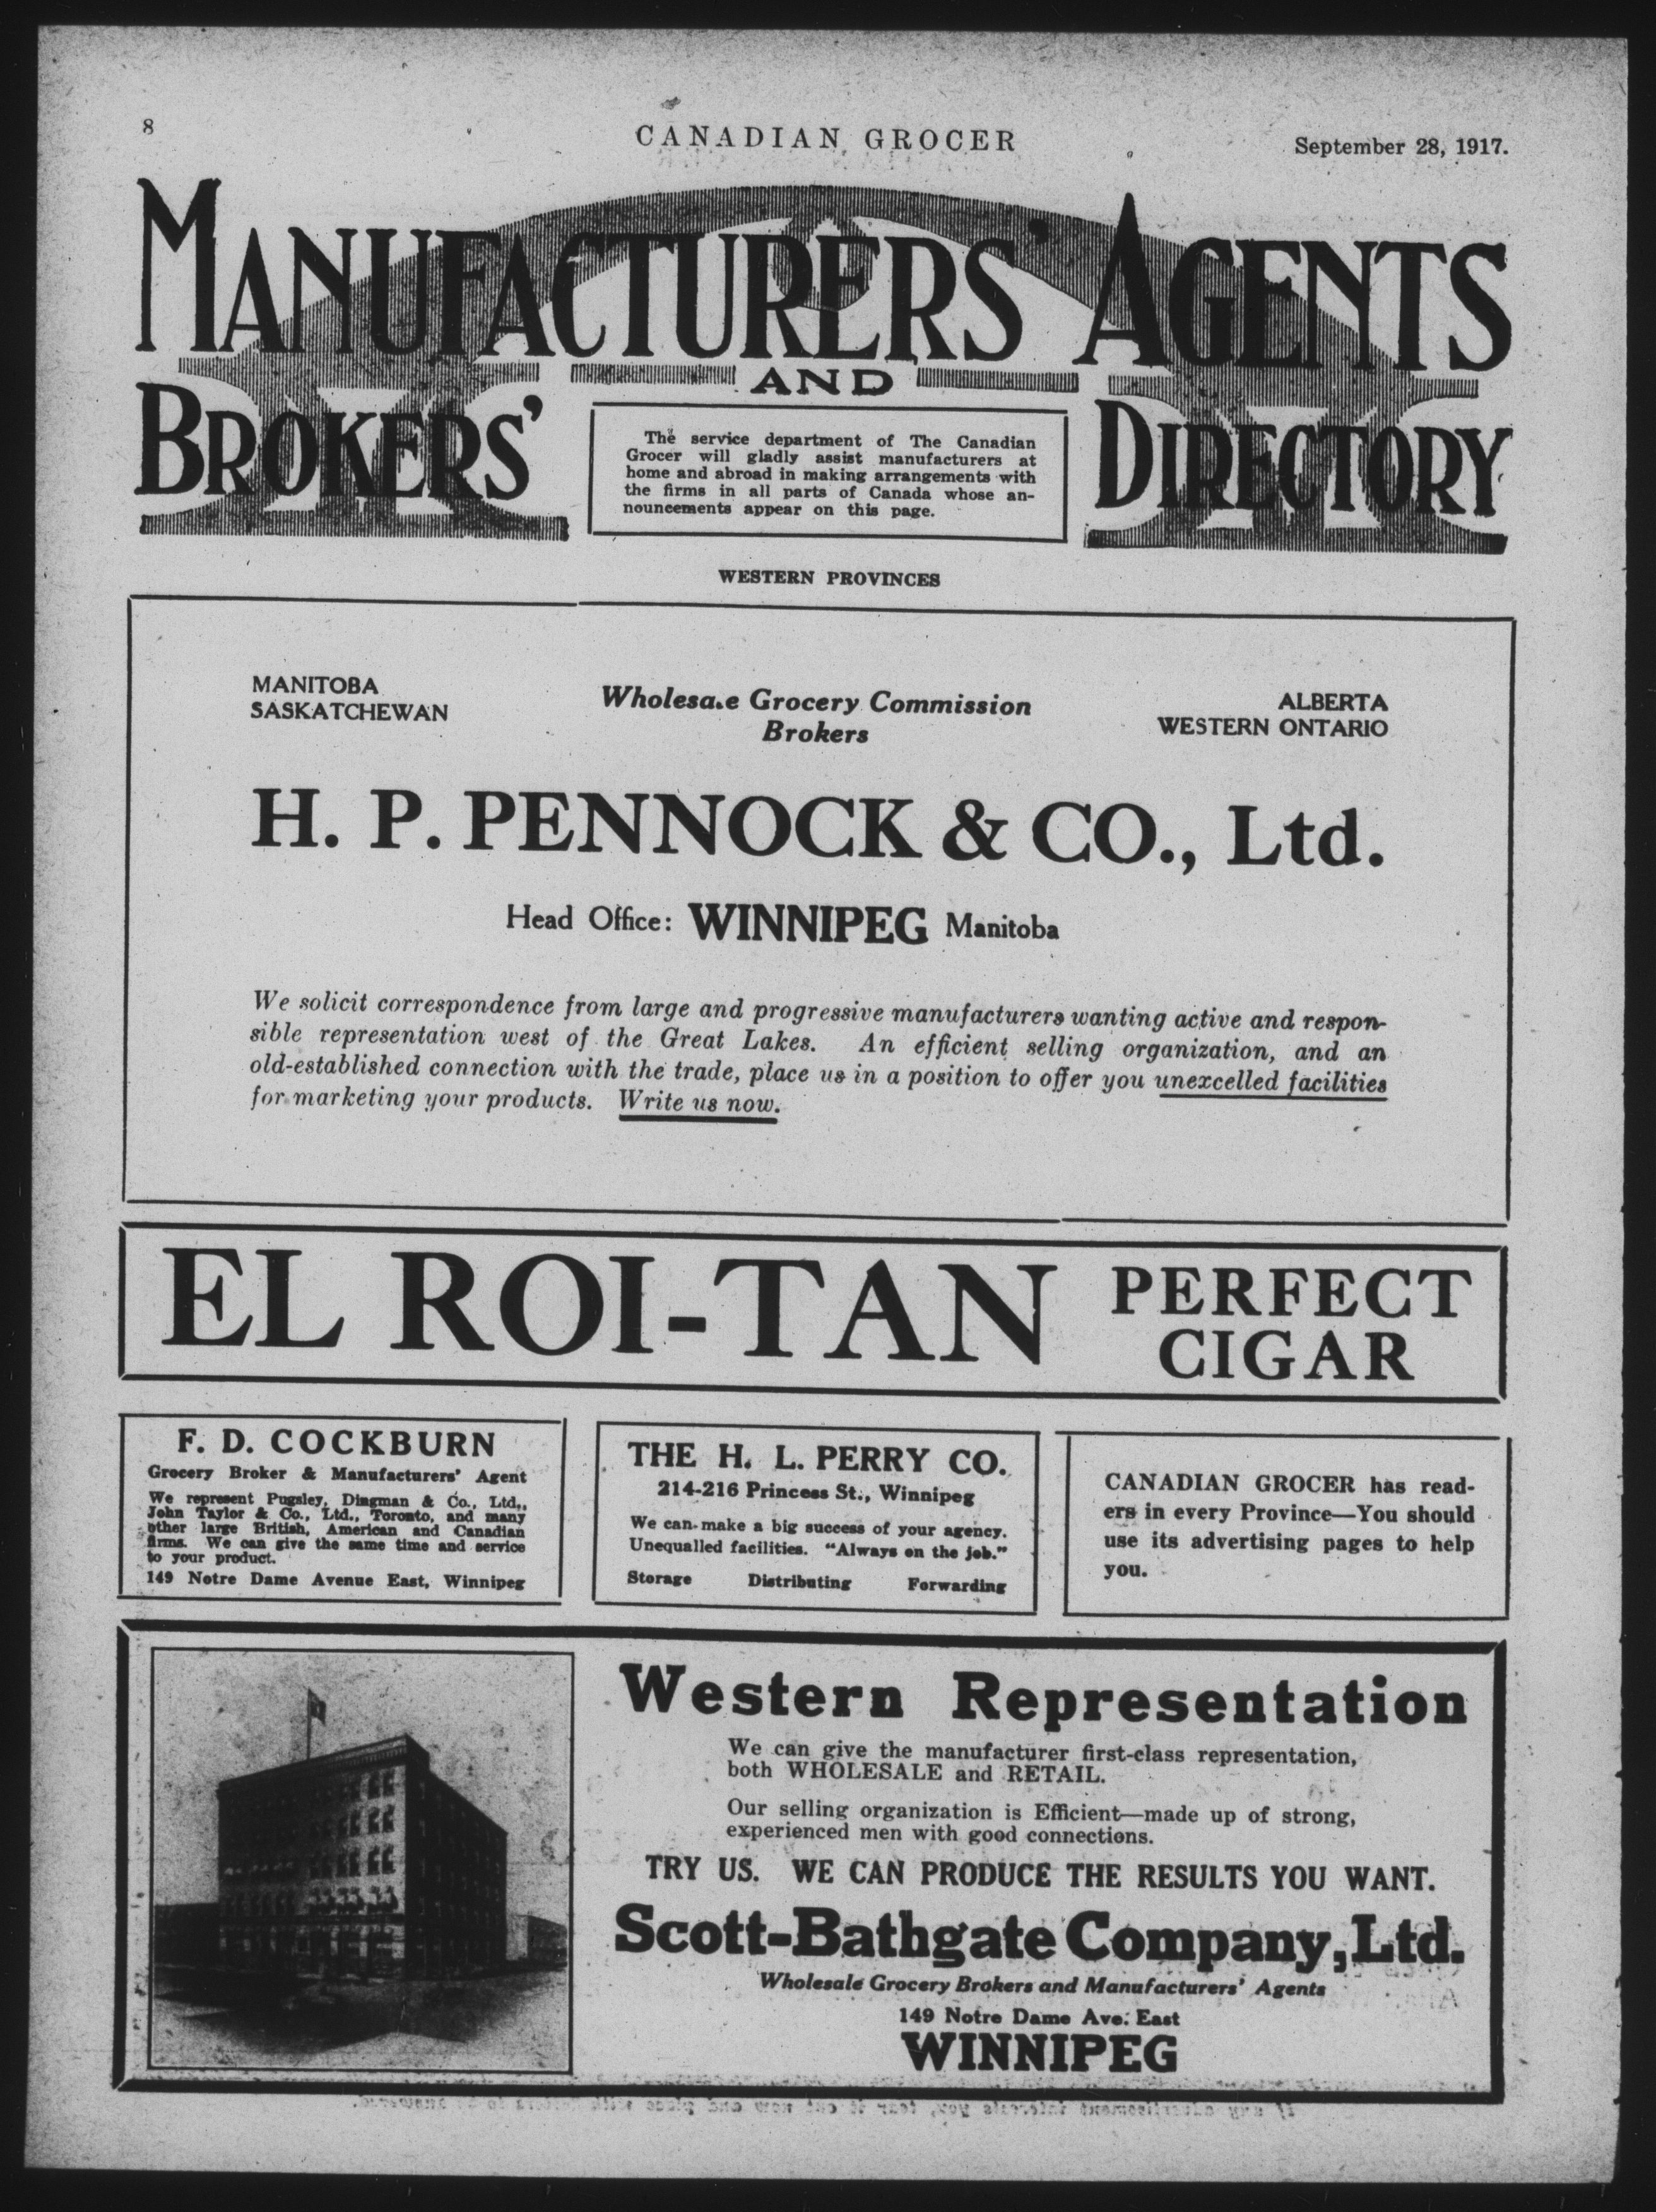 8
CANADIAN GROCER
September 28, 1917.
MANUFACTURERS' AGENTS
AND
BROKERS' DIRECTORY
The service department of The Canadian
Grocer will gladly assist manufacturers at
home and abroad in making arrangements with
the firms in all parts of Canada whose an-
nouncements appear on this page.
WESTERN PROVINCES
MANITOBA
SASKATCHEWAN
Wholesa.e Grocery Commission
Brokers
ALBERTA
WESTERN ONTARIO
H. P. PENNOCK & CO., Ltd.
Head Office: WINNIPEG Manitoba
We solicit correspondence from large and progressive manufacturers wanting active and respon-
sible representation west of the Great Lakes. An efficient selling organization, and an
old-established connection with the trade, place us in a position to offer you unexcelled facilities
for marketing your products. Write us now.
EL ROI-TAN PERFECT
CIGAR
F. D. COCKBURN
Grocery Broker & Manufacturers' Agent
We represent Pugsley, Dingman & Co., Ltd.,
John Taylor & Co., Ltd., Toronto, and many
other large British, American and Canadian
firms. We can give the same time and service
to your product.
149 Notre Dame Avenue East, Winnipeg
THE H. L. PERRY CO.
214-216 Princess St., Winnipeg
We can make a big success of your agency.
Unequalled facilities. "Always on the job."
Storage Distributing Forwarding
CANADIAN GROCER has read-
ers in every Province—You should
use its advertising pages to help
you.
Western Representation
We can give the manufacturer first-class representation,
both WHOLESALE and RETAIL.
Our selling organization is Efficient—made up of strong,
experienced men with good connections.
TRY US. WE CAN PRODUCE THE RESULTS YOU WANT.
Scott-Bathgate Company, Ltd.
Wholesale Grocery Brokers and Manufacturers' Agents
149 Notre Dame Ave. East
WINNIPEG